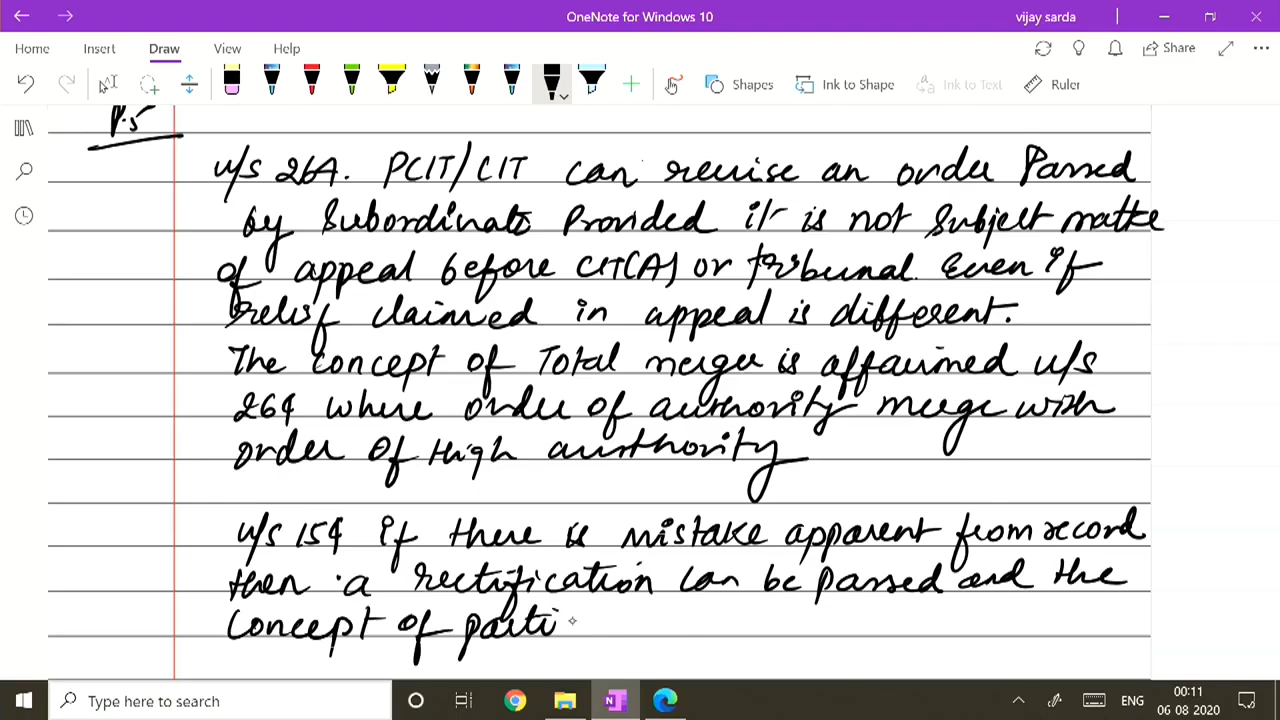 OneNote for Windows 10
vijay sarda
Home Insert Draw View Help
Share
Shapes
Ink to Shape
Ink to Text
Ruler
P.5
u/s 264. PCIT/CIT can revise an order Passed
by Subordinate Provided it is not Subject matte
of appeal before CIT(A) or tribunal. Even if
relief claimed in appeal is different.
The concept of Total merger is affairmed u/s
264 where order of authority merge with
order of High austhority
u/s 154 if there is mistake apparent from record
then a rectification can be passed and the
concept of parti
Type here to search
ENG
00:11
06-08-2020